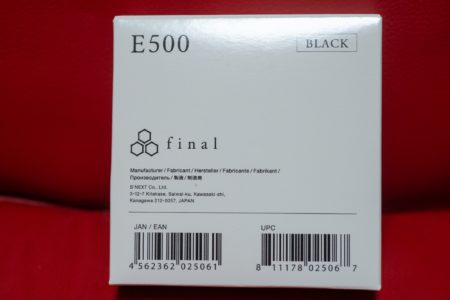 E500
BLACK
final
Manufacturer / Fabricant / Hersteller / Fabricante / Fabrikant /
Производитель / 製造 / 制造商
S'NEXT Co., Ltd.
3-12-7 Kitakase, Saiwai-ku, Kawasaki-shi,
Kanagawa 212-0057, JAPAN
JAN / EAN
UPC
4 562362 025061
8 11178 02506 7